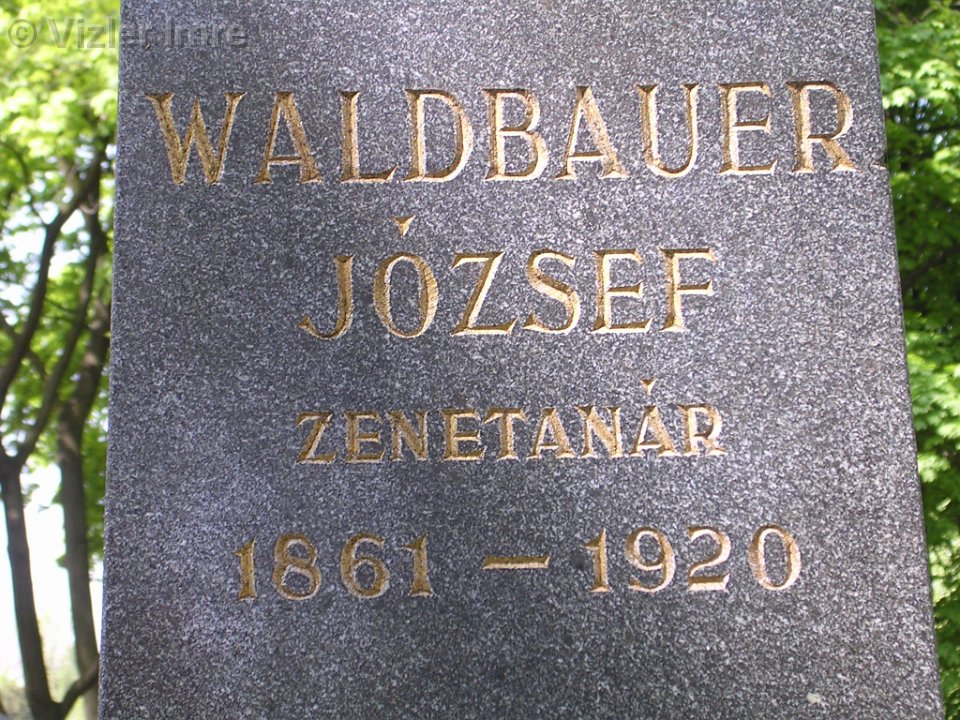 © Vizler Imre
WALDBAUER
JÓZSEF
ZENETANÁR
1861 – 1920